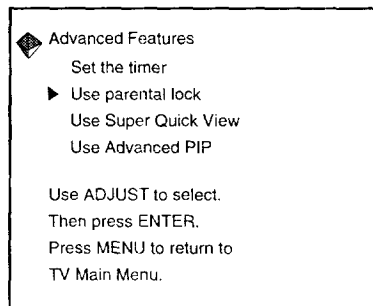 Advanced Features
Set the timer
Use parental lock
Use Super Quick View
Use Advanced PIP
Use ADJUST to select.
Then press ENTER.
Press MENU to return to
TV Main Menu.